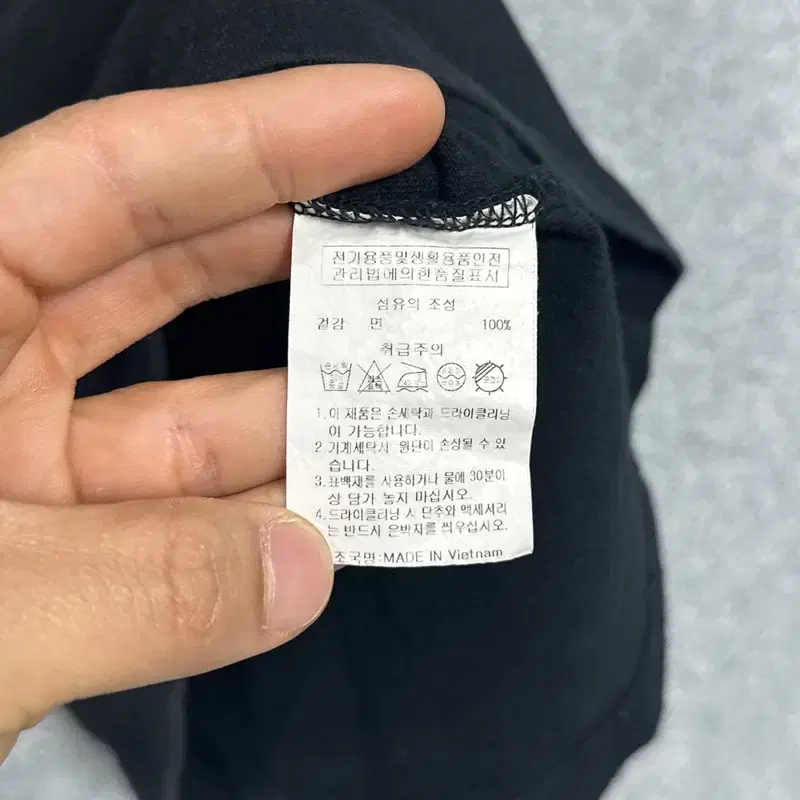 전기용품및생활용품안전
관리법에의한품질표시
섬유의 조성
겉감 면 100%
취급주의
손세탁
1.이 제품은 손세탁과 드라이클리닝
이 가능합니다.
2.기계세탁시 원단이 손상될 수 있
습니다.
3.표백제를 사용하거나 물에 30분이
상 담가 놓지 마십시오.
4.드라이클리닝 시 단추와 액세서리
는 반드시 은박지를 씌우십시오.
조국명:MADE IN Vietnam